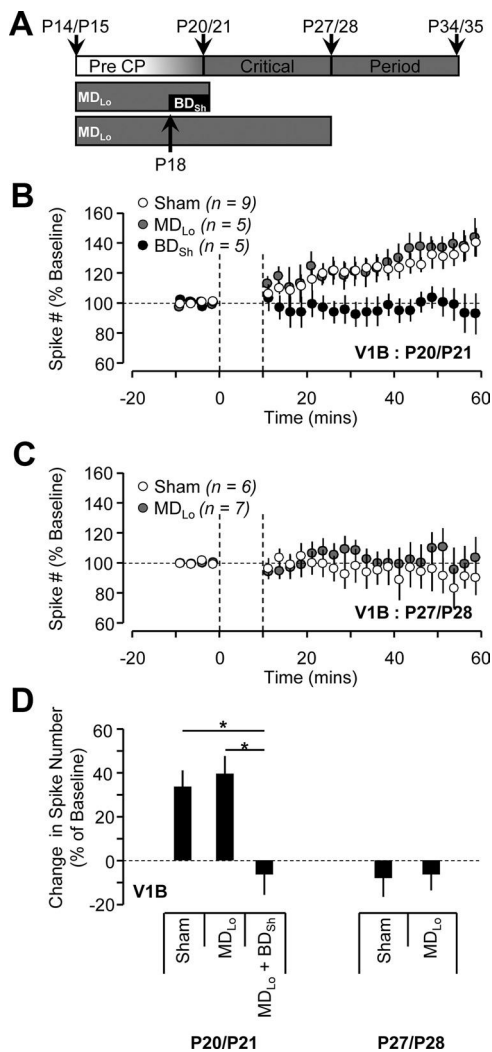 A
P14/P15 P20/21 P27/28 P34/35
Pre CP Critical Period
MDLo BDSh
MDLo
P18
B
Sham (n = 9)
MDLo (n = 5)
BDSh (n = 5)
Spike # (% Baseline)
160
140
120
100
80
60
V1B : P20/P21
-20 0 20 40 60
Time (mins)
C
Sham (n = 6)
MDLo (n = 7)
Spike # (% Baseline)
160
140
120
100
80
60
V1B : P27/P28
-20 0 20 40 60
Time (mins)
D
Change in Spike Number
(% of Baseline)
60
40
20
0
-20
*
*
V1B
Sham MDLo MDLo + BDSh Sham MDLo
P20/P21 P27/P28